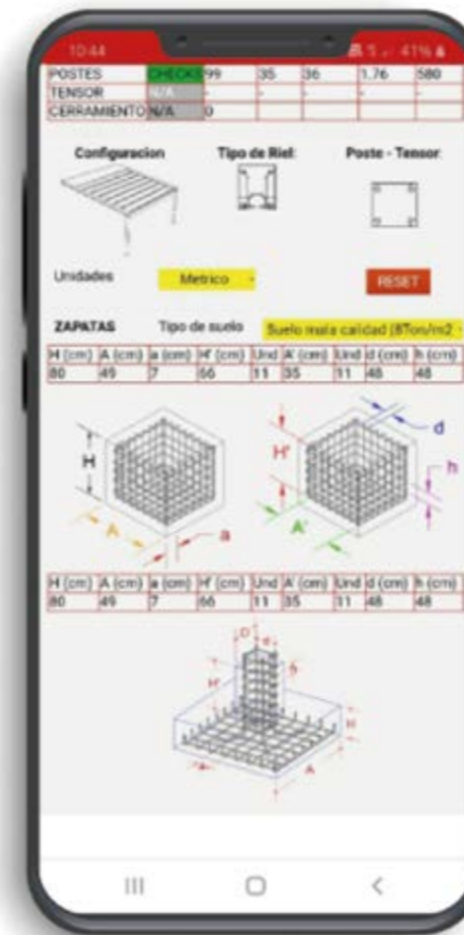 10:44 41%
POSTES CHECKS 99 35 36 1.76 580
TENSOR N/A - - - - -
CERRAMIENTO N/A 0
Configuracion Tipo de Riel: Poste - Tensor:
Unidades Metrico RESET
ZAPATAS Tipo de suelo Suelo mala calidad (8Ton/m2
H (cm) A (cm) a (cm) H' (cm) Und A' (cm) Und d (cm) h (cm)
80 49 7 66 11 35 11 48 48
d
H H' h
A a A'
H (cm) A (cm) a (cm) H' (cm) Und A' (cm) Und d (cm) h (cm)
80 49 7 66 11 35 11 48 48
D d
H'
H
A